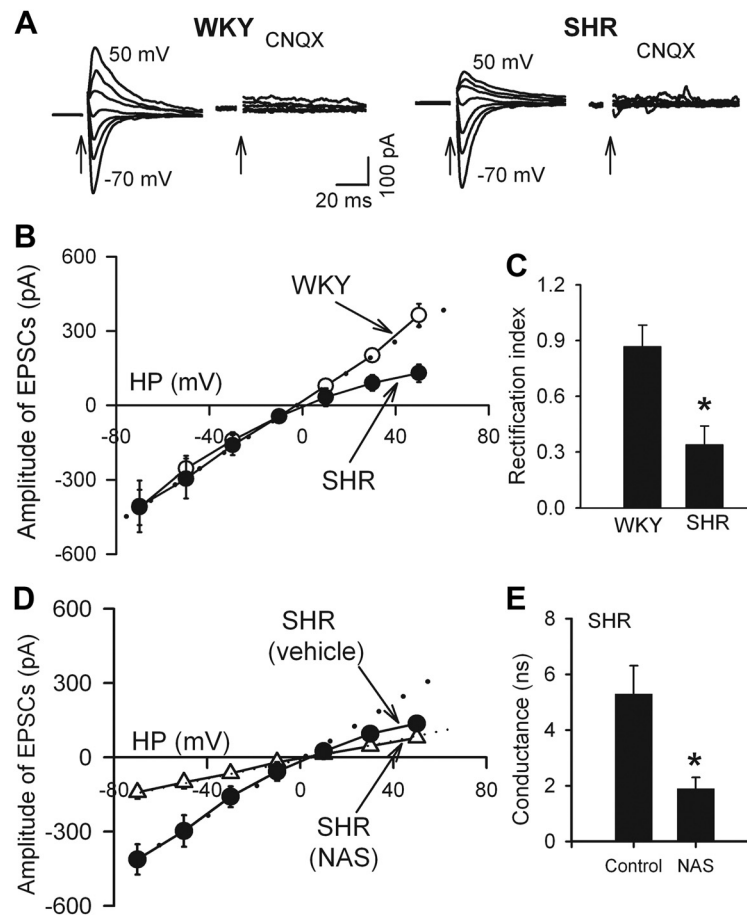 A
WKY
SHR
CNQX
CNQX
50 mV
50 mV
-70 mV
-70 mV
20 ms
100 pA
B
Amplitude of EPSCs (pA)
600
300
0
-300
-600
HP (mV)
-80
-40
0
40
80
WKY
SHR
C
Rectification index
1.2
0.9
0.6
0.3
0.0
*
WKY
SHR
D
Amplitude of EPSCs (pA)
600
300
0
-300
-600
HP (mV)
-80
-40
0
40
80
SHR
(vehicle)
SHR
(NAS)
E
SHR
Conductance (ns)
8
6
4
2
0
*
Control
NAS